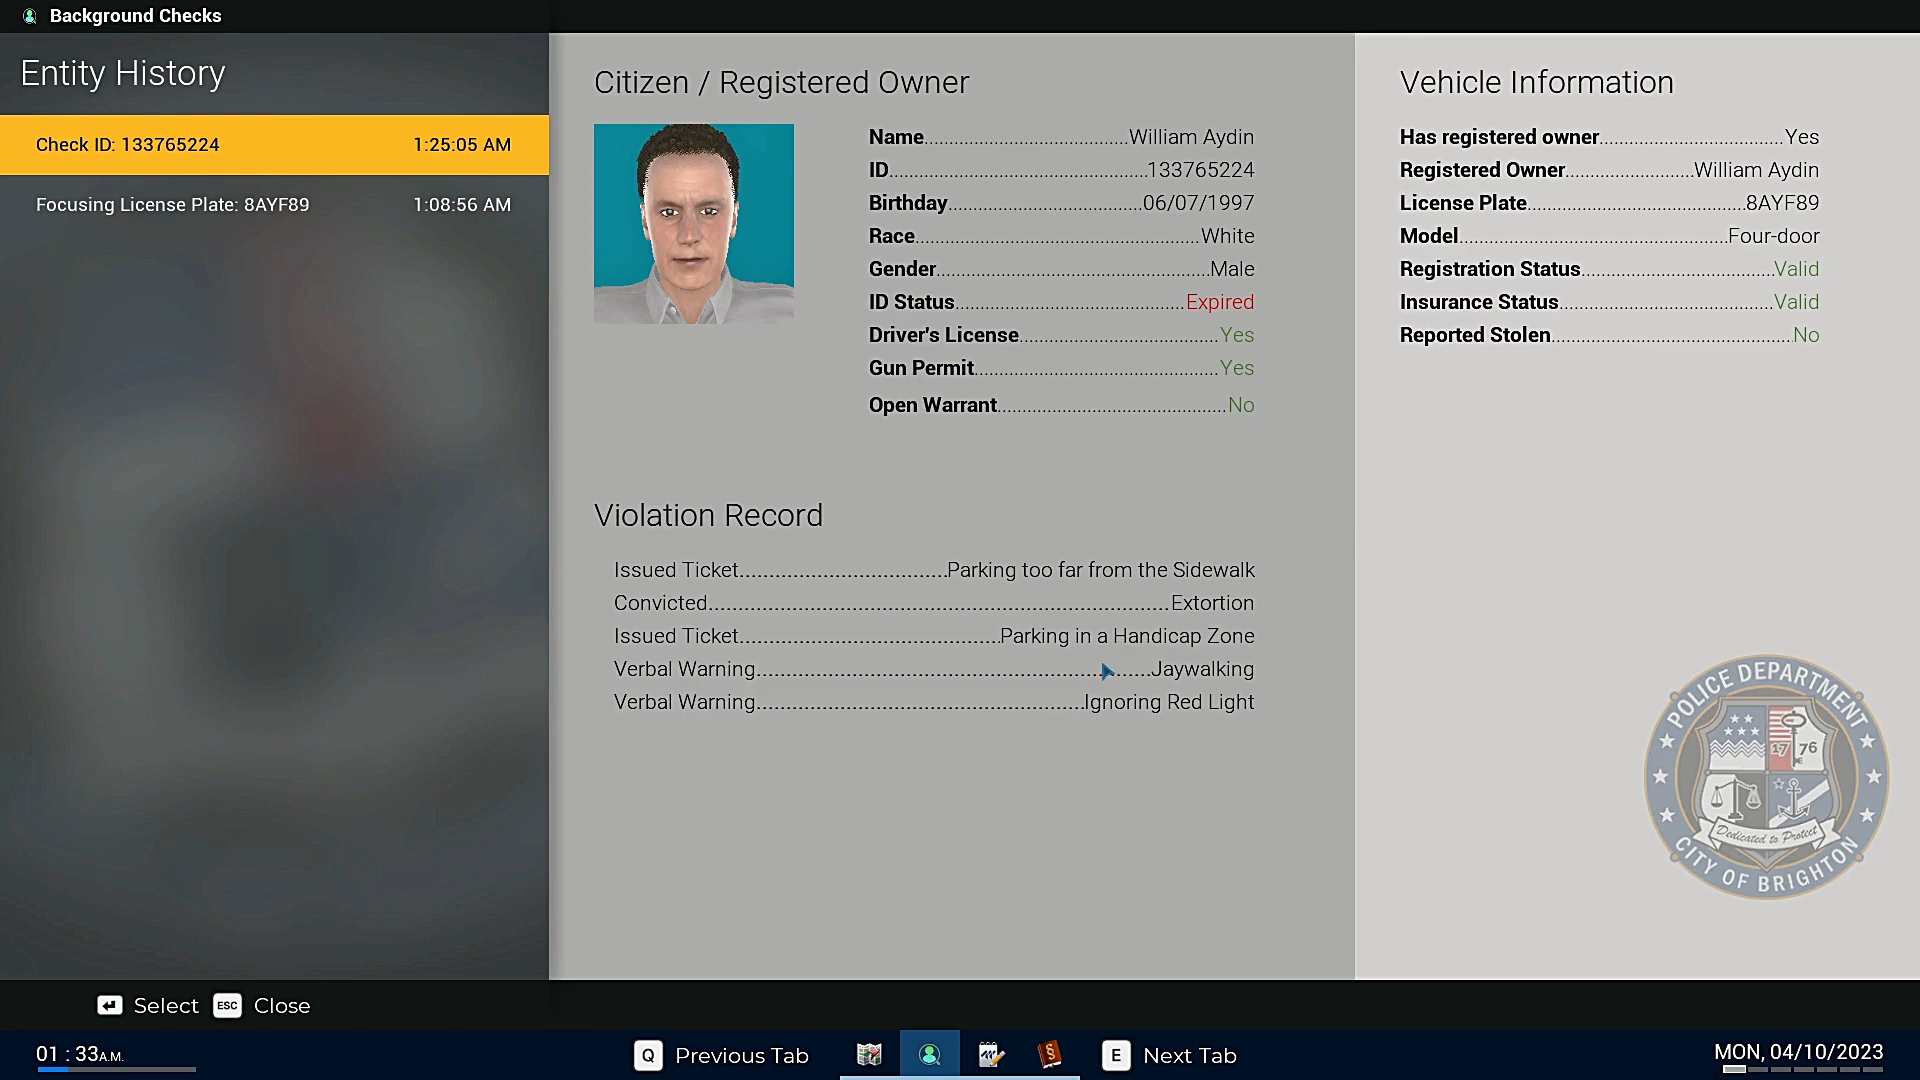 Background Checks
Entity History
Check ID: 133765224 1:25:05 AM
Focusing License Plate: 8AYF89 1:08:56 AM
Citizen / Registered Owner
Name William Aydin
ID 133765224
Birthday 06/07/1997
Race White
Gender Male
ID Status Expired
Driver's License Yes
Gun Permit Yes
Open Warrant No
Violation Record
Issued Ticket Parking too far from the Sidewalk
Convicted Extortion
Issued Ticket Parking in a Handicap Zone
Verbal Warning Jaywalking
Verbal Warning Ignoring Red Light
Vehicle Information
Has registered owner Yes
Registered Owner William Aydin
License Plate 8AYF89
Model Four-door
Registration Status Valid
Insurance Status Valid
Reported Stolen No
POLICE DEPARTMENT
17 76
Dedicated to Protect
CITY OF BRIGHTON
Select ESC Close
01 : 33 A.M.
Q Previous Tab
§
E Next Tab
MON, 04/10/2023